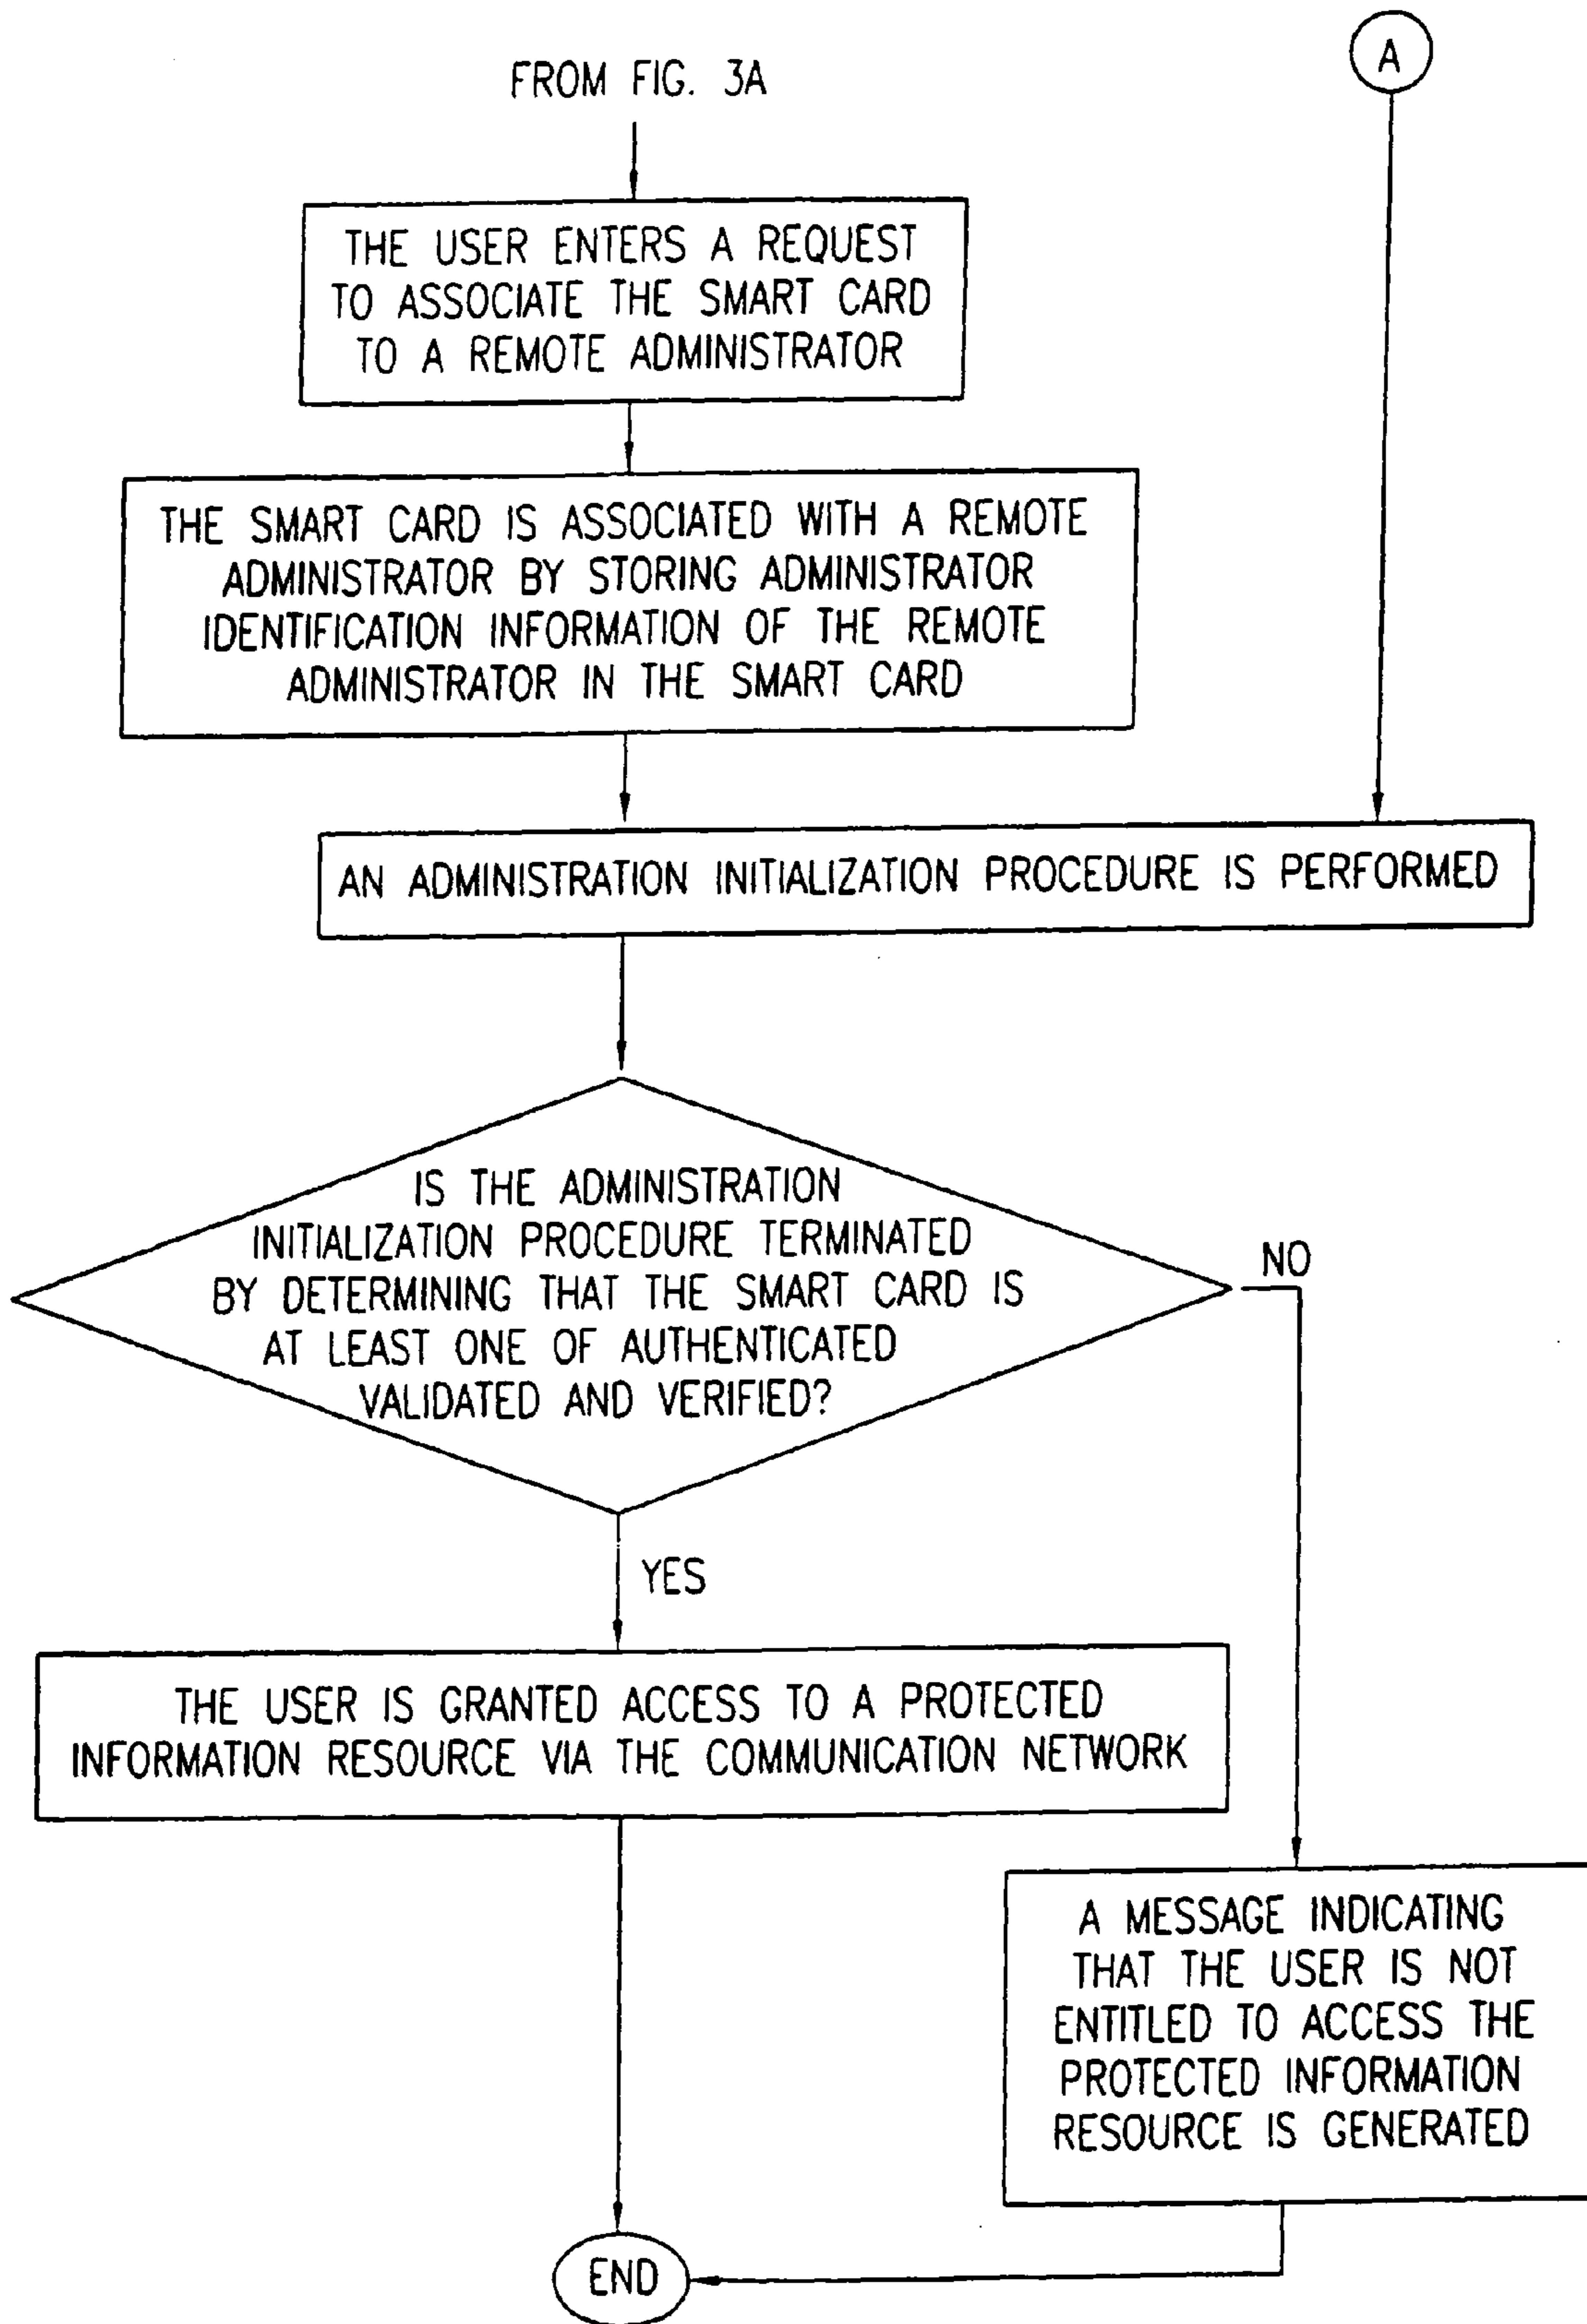 FROM FIG. 3A
A
THE USER ENTERS A REQUEST
TO ASSOCIATE THE SMART CARD
TO A REMOTE ADMINISTRATOR
THE SMART CARD IS ASSOCIATED WITH A REMOTE
ADMINISTRATOR BY STORING ADMINISTRATOR
IDENTIFICATION INFORMATION OF THE REMOTE
ADMINISTRATOR IN THE SMART CARD
AN ADMINISTRATION INITIALIZATION PROCEDURE IS PERFORMED
IS THE ADMINISTRATION
INITIALIZATION PROCEDURE TERMINATED
BY DETERMINING THAT THE SMART CARD IS
AT LEAST ONE OF AUTHENTICATED
VALIDATED AND VERIFIED?
NO
YES
THE USER IS GRANTED ACCESS TO A PROTECTED
INFORMATION RESOURCE VIA THE COMMUNICATION NETWORK
A MESSAGE INDICATING
THAT THE USER IS NOT
ENTITLED TO ACCESS THE
PROTECTED INFORMATION
RESOURCE IS GENERATED
END